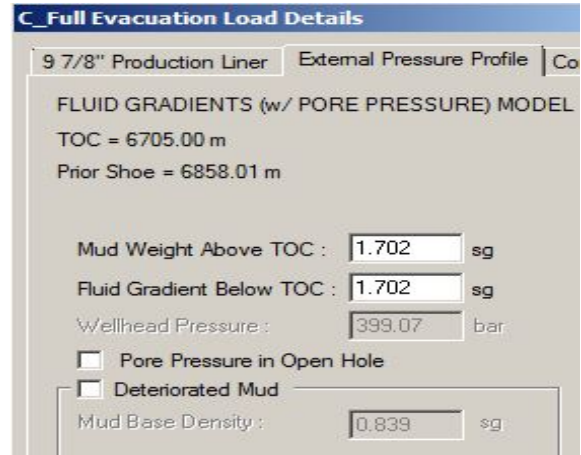 C_Full Evacuation Load Details
9 7/8" Production Liner External Pressure Profile Co
FLUID GRADIENTS (w/ PORE PRESSURE) MODEL
TOC = 6705.00 m
Prior Shoe = 6858.01 m
Mud Weight Above TOC : 1.702 sg
Fluid Gradient Below TOC : 1.702 sg
Wellhead Pressure : 399.07 bar
Pore Pressure in Open Hole
Deteriorated Mud
Mud Base Density : 0.839 sg